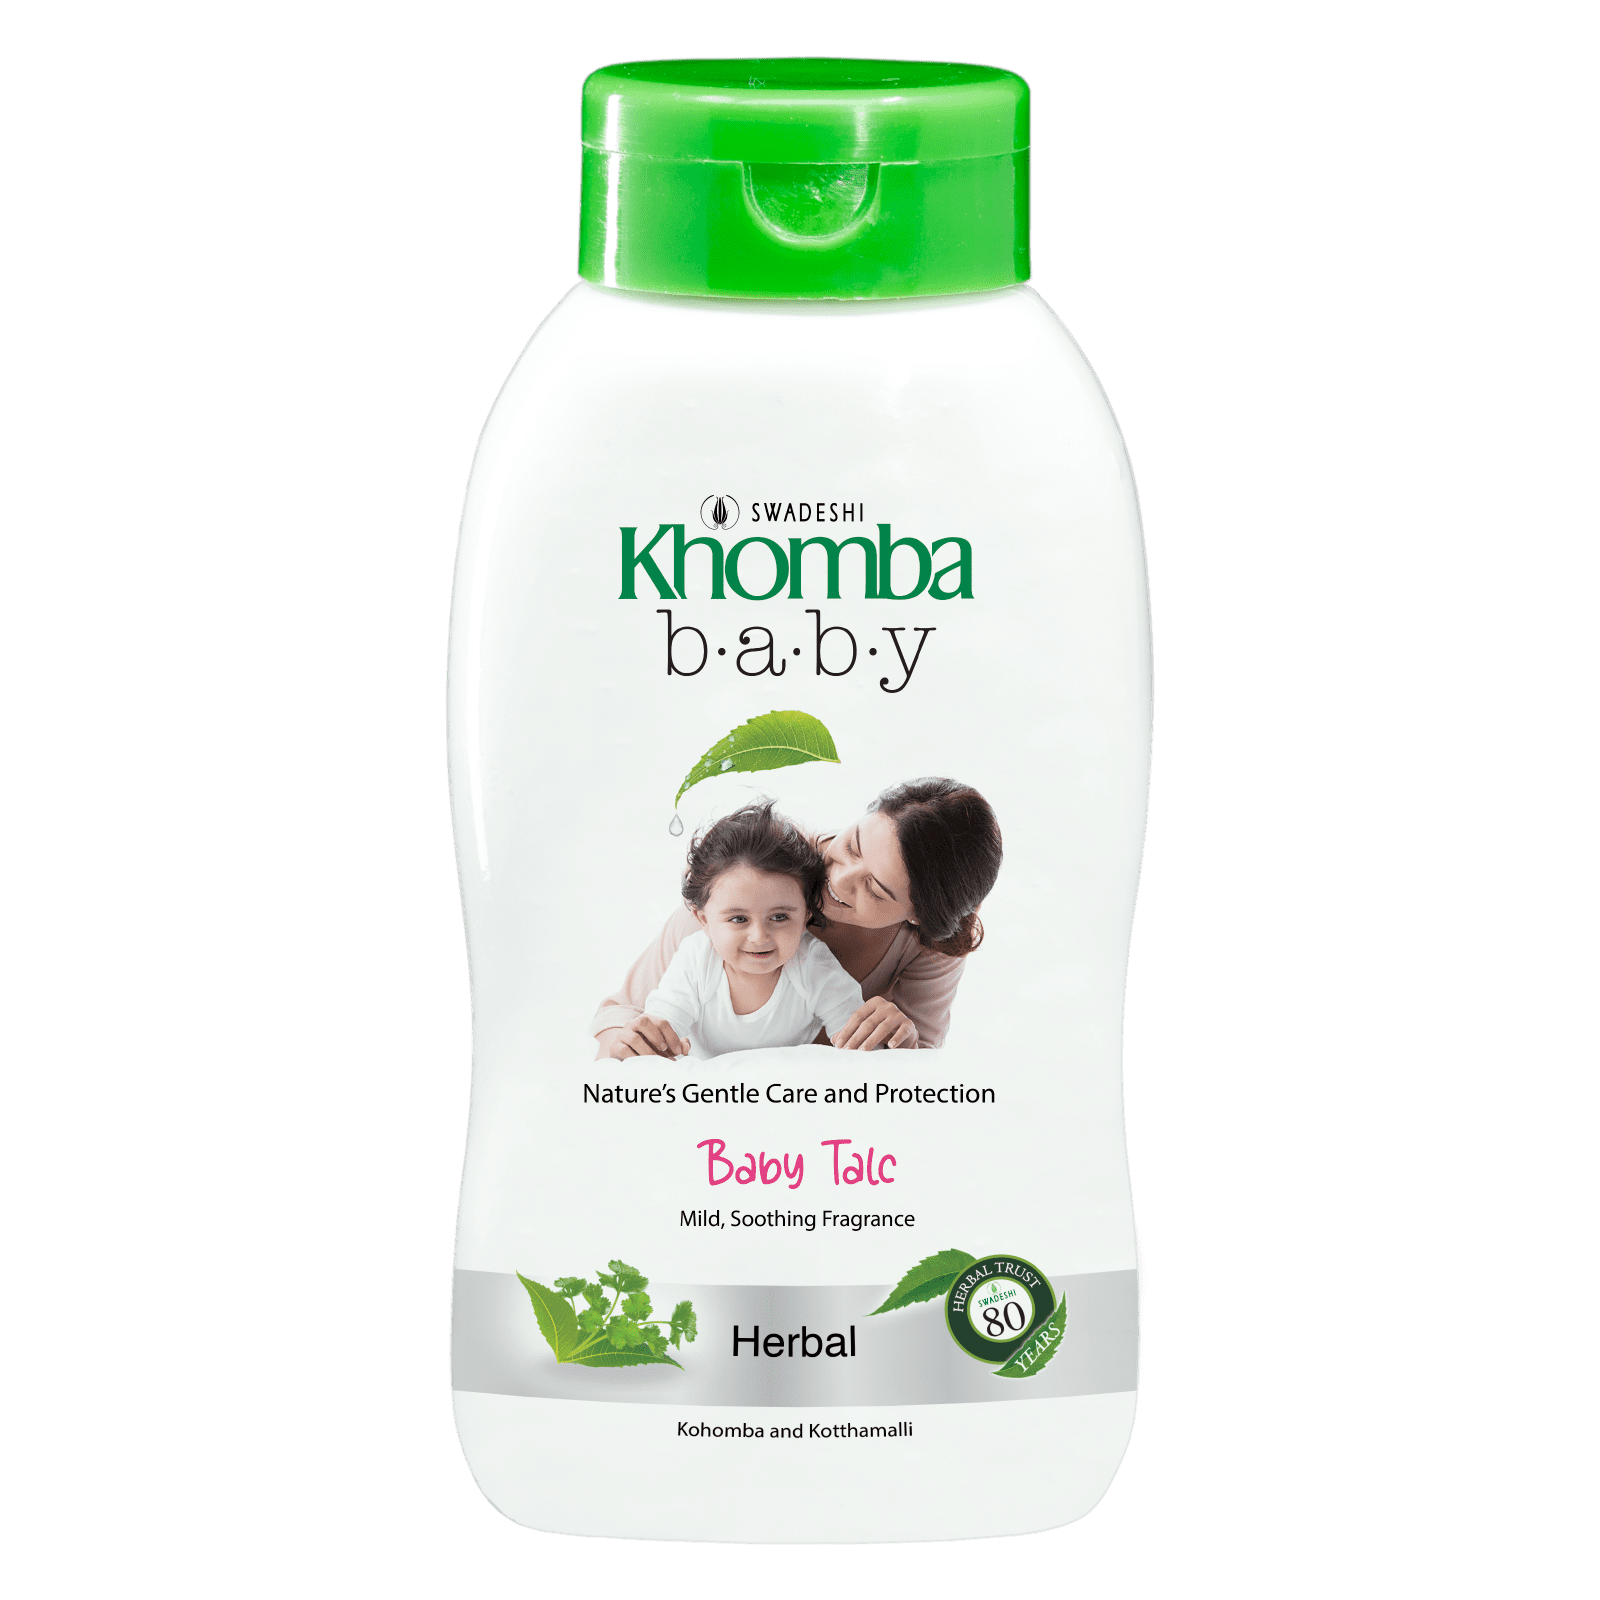 SWADESHI
Khomba
b·a·b·y
Nature's Gentle Care and Protection
Baby Talc
Mild, Soothing Fragrance
HERBAL TRUST
SWADESHI
80
YEARS
Herbal
Kohomba and Kotthamalli